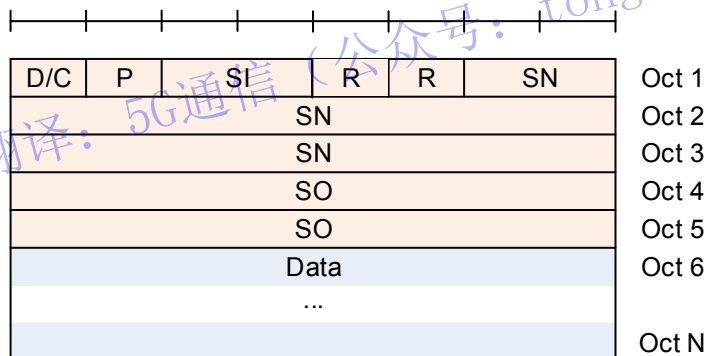 D/C P SI R R SN Oct 1
SN Oct 2
SN Oct 3
SO Oct 4
SO Oct 5
Data Oct 6
...
Oct N
翻译：5G通信（公众号：tong